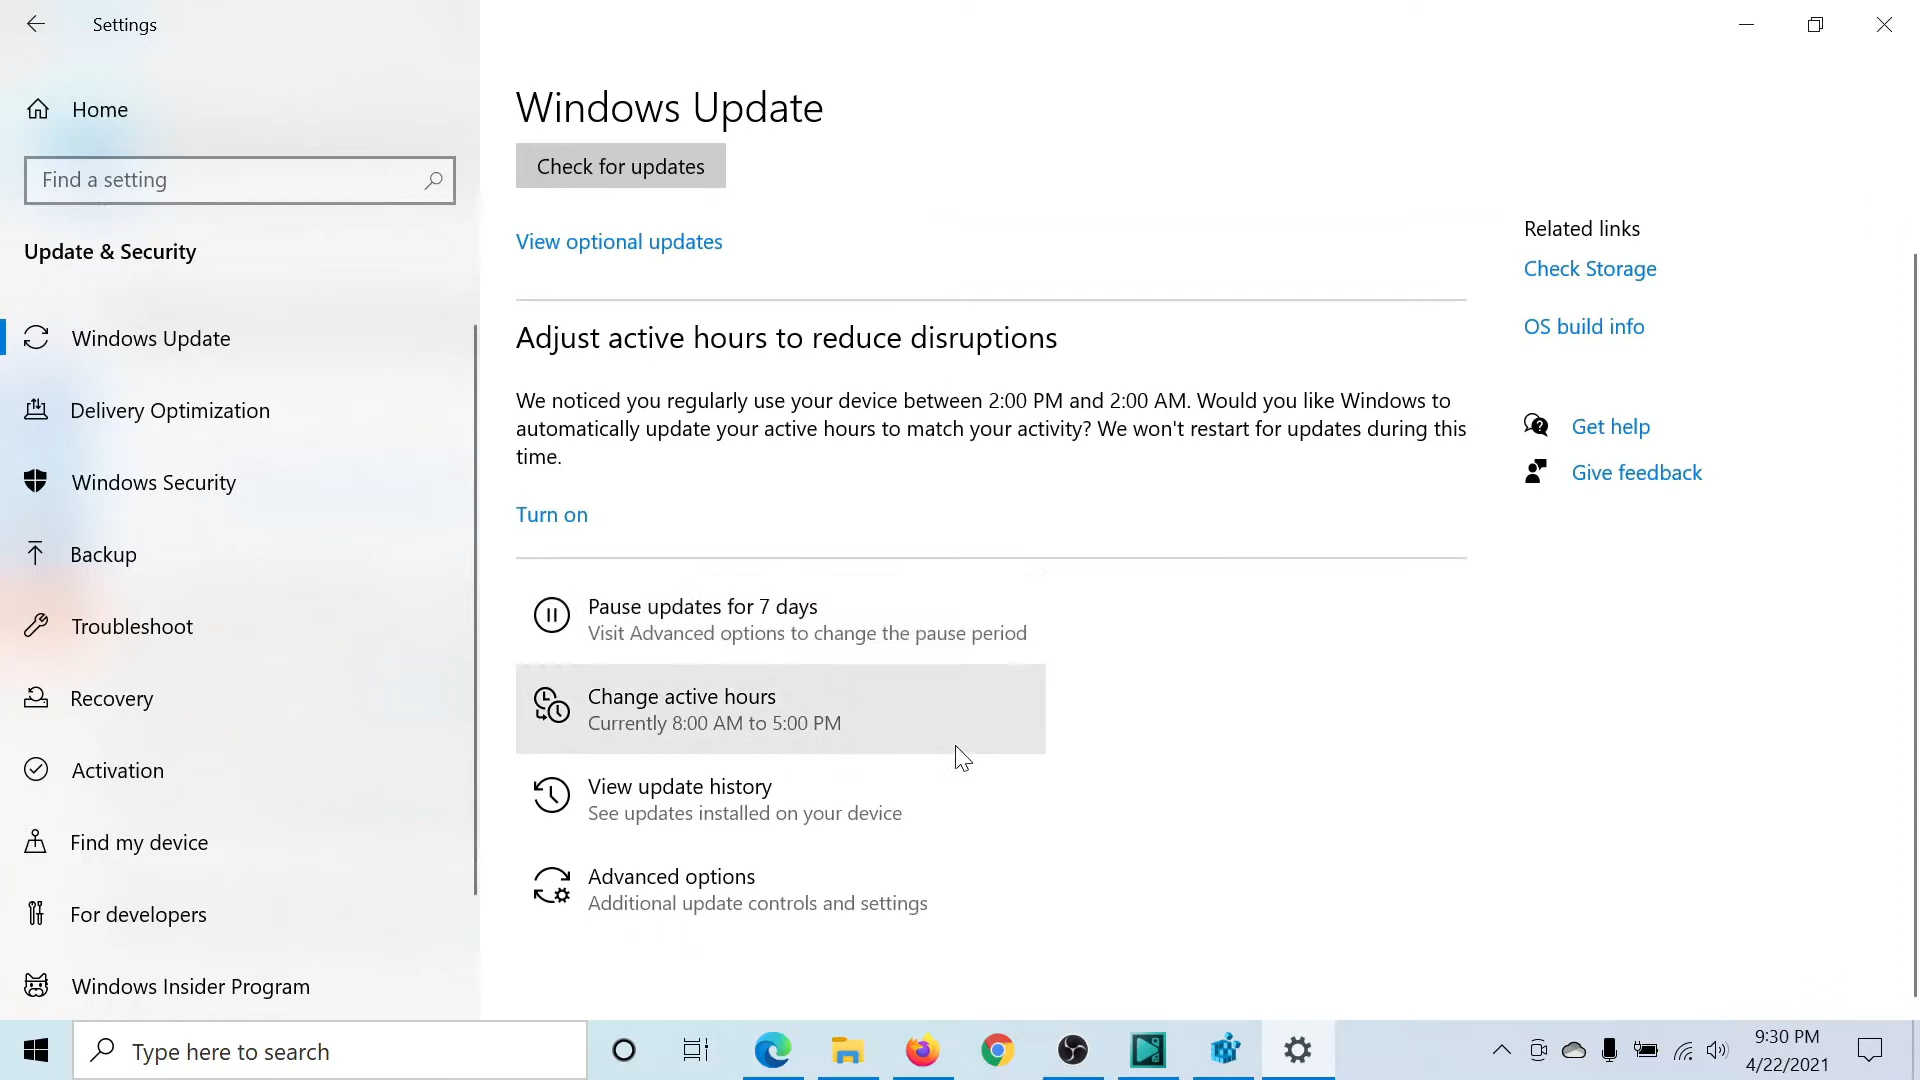 Settings
Home
Find a setting
Update & Security
Windows Update
Delivery Optimization
Windows Security
Backup
Troubleshoot
Recovery
Activation
Find my device
For developers
Windows Insider Program
Windows Update
Check for updates
View optional updates
Adjust active hours to reduce disruptions
We noticed you regularly use your device between 2:00 PM and 2:00 AM. Would you like Windows to
automatically update your active hours to match your activity? We won't restart for updates during this
time.
Turn on
Pause updates for 7 days
Visit Advanced options to change the pause period
Change active hours
Currently 8:00 AM to 5:00 PM
View update history
See updates installed on your device
Advanced options
Additional update controls and settings
Related links
Check Storage
OS build info
Get help
Give feedback
Type here to search
9:30 PM
4/22/2021